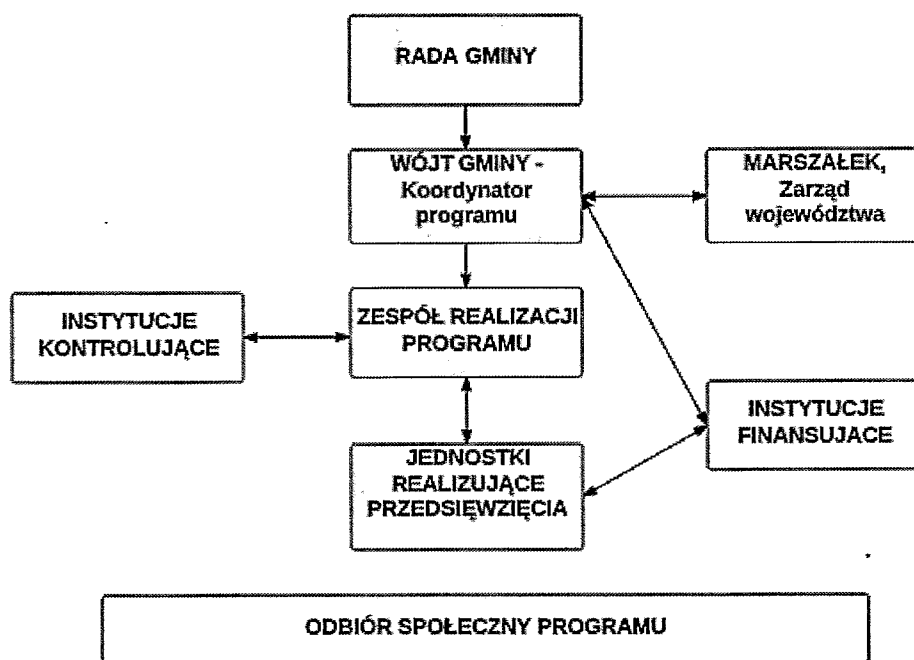 RADA GMINY
WÓJT GMINY -
Koordynator
programu
MARSZAŁEK,
Zarząd
województwa
INSTYTUCJE
KONTROLUJĄCE
ZESPÓŁ REALIZACJI
PROGRAMU
INSTYTUCJE
FINANSUJACE
JEDNOSTKI
REALIZUJĄCE
PRZEDSIĘWZIĘCIA
ODBIÓR SPOŁECZNY PROGRAMU